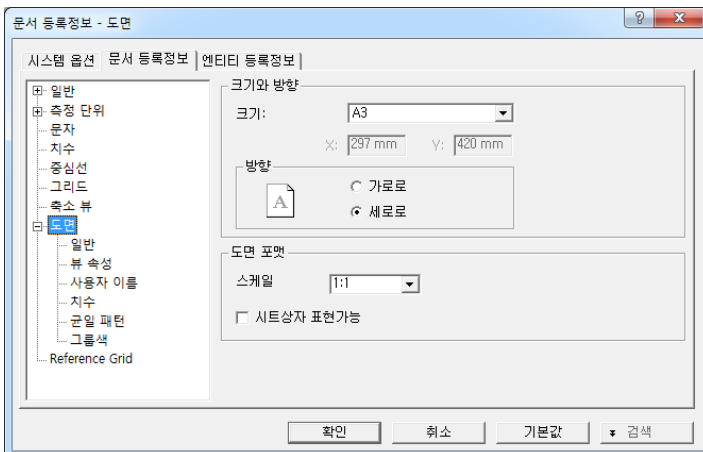 문서 등록정보 - 도면
시스템 옵션 문서 등록정보 엔티티 등록정보
일반
측정 단위
문자
치수
중심선
그리드
축소 뷰
도면
일반
뷰 속성
사용자 이름
치수
균일 패턴
그룹색
Reference Grid
크기와 방향
크기: A3
X: 297 mm Y: 420 mm
방향
A
가로로
세로로
도면 포맷
스케일 1:1
시트상자 표현가능
확인 취소 기본값 검색